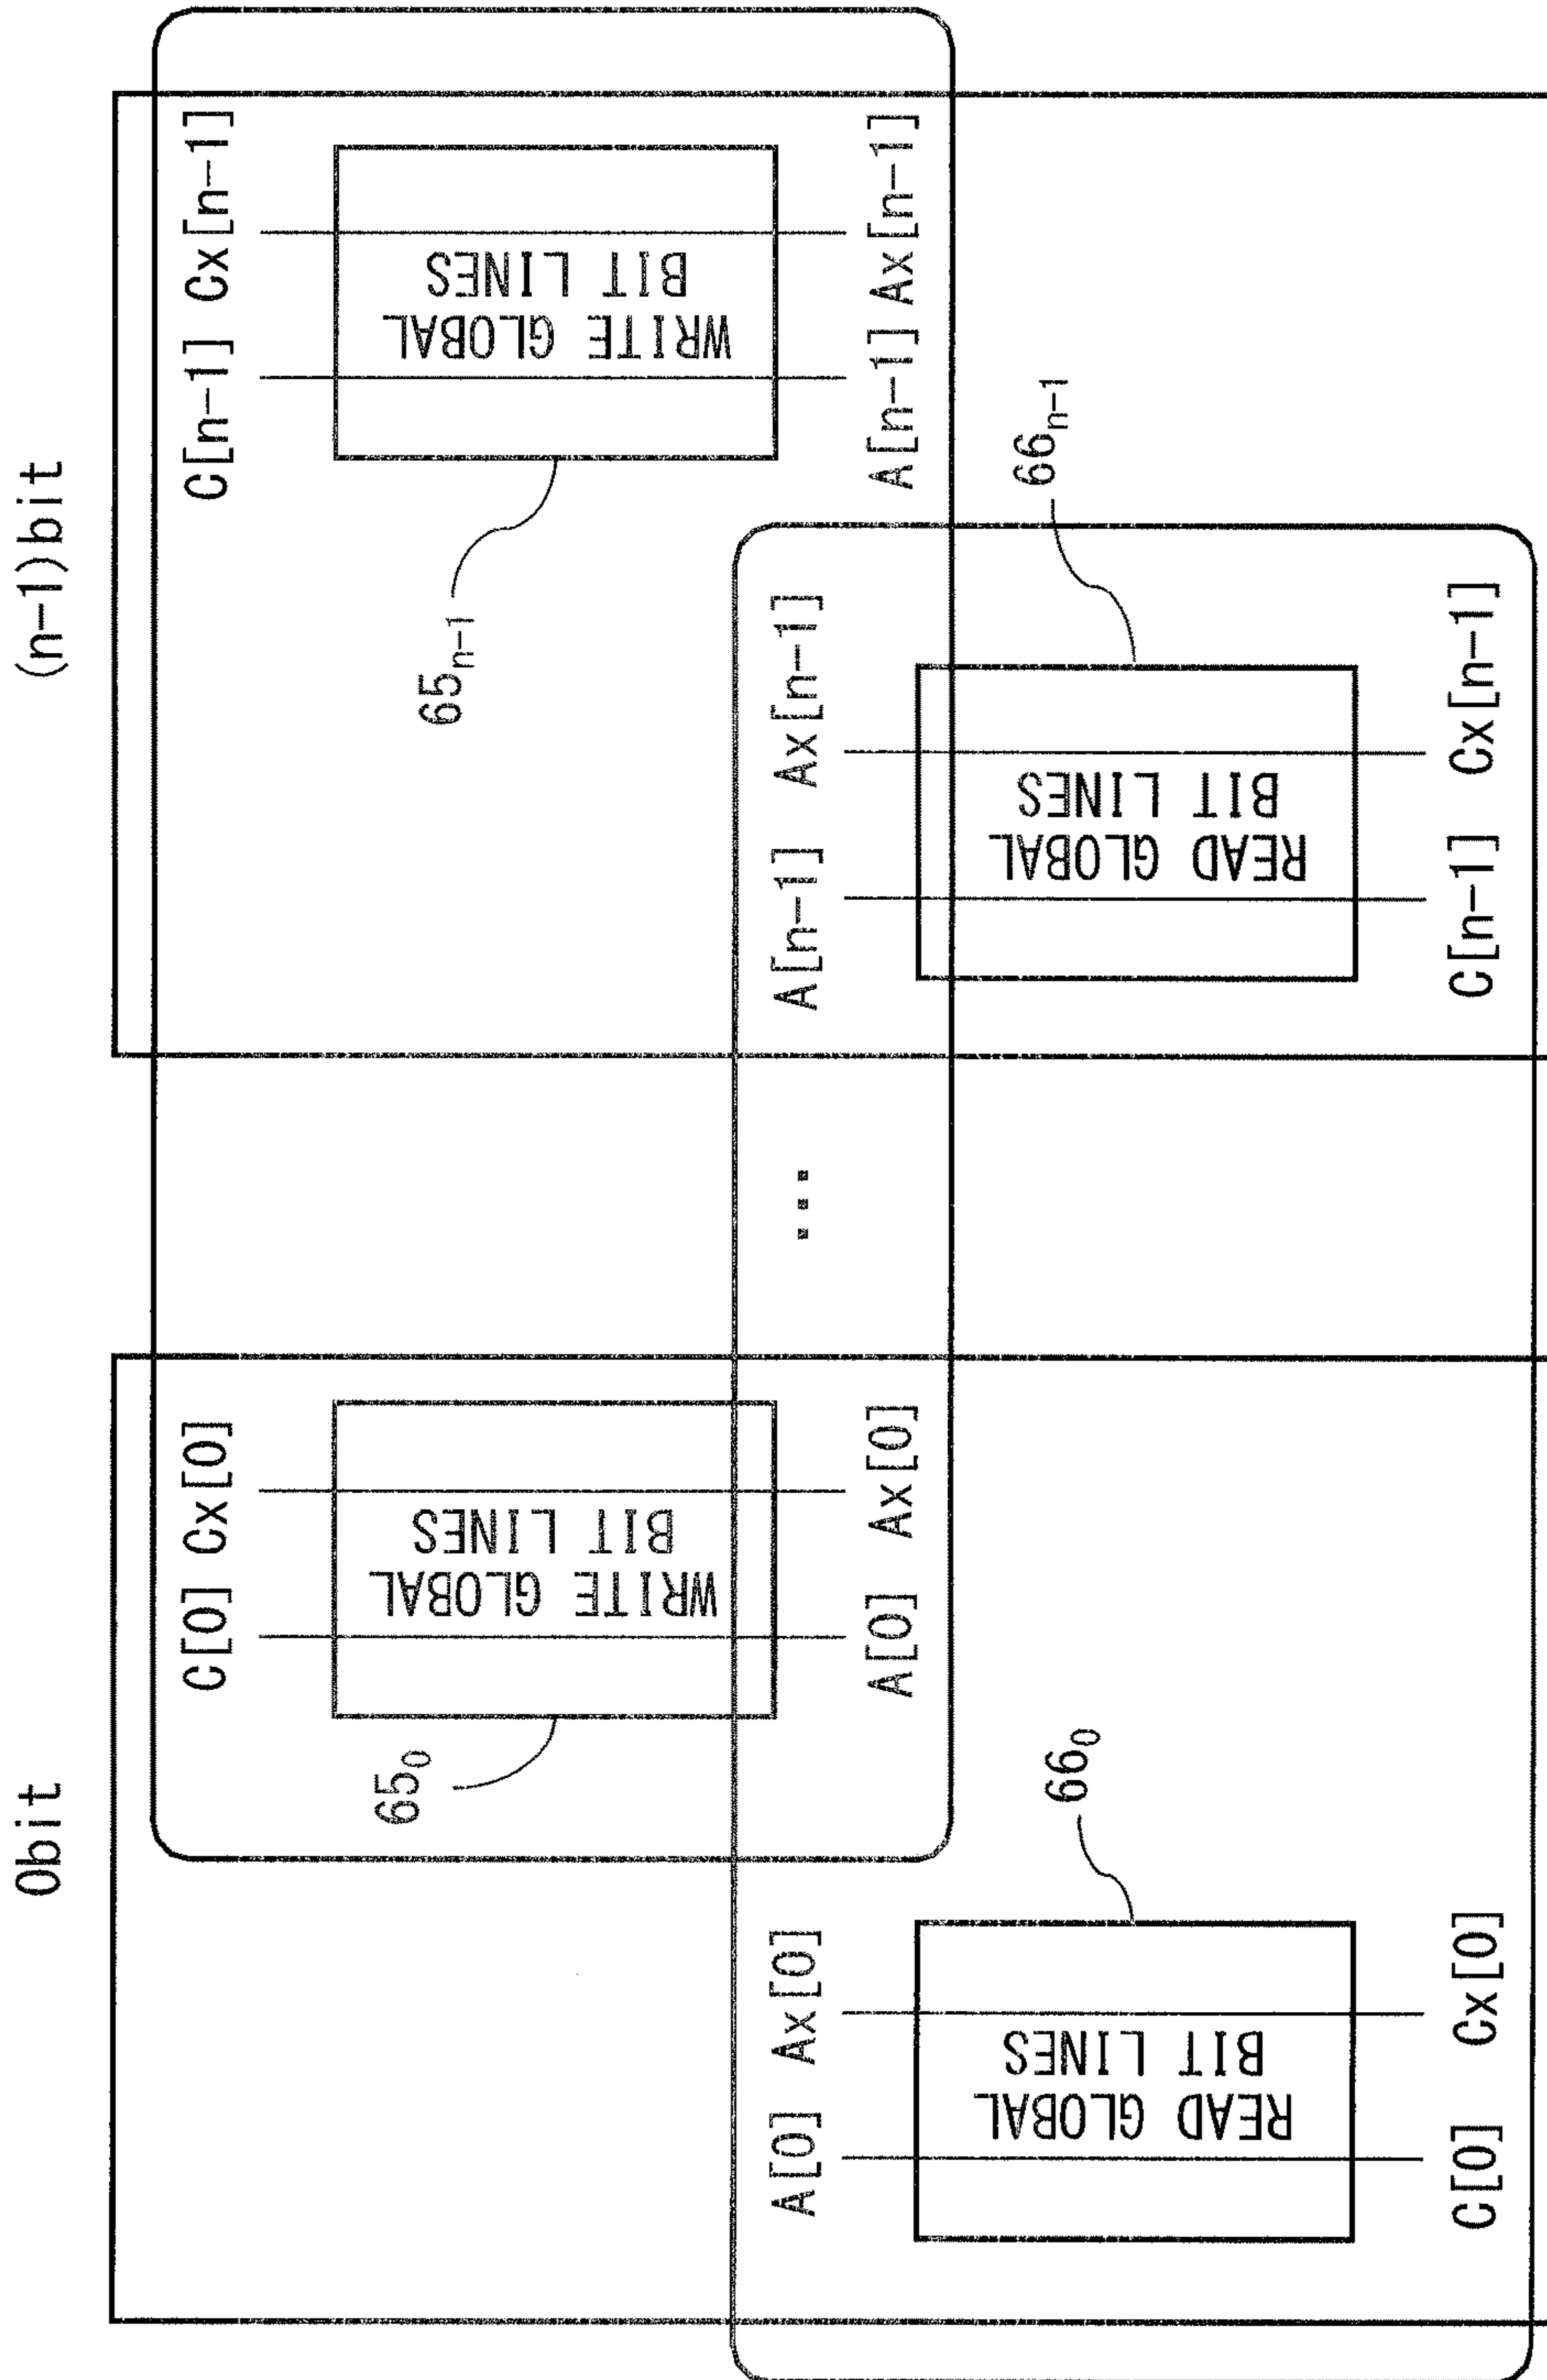 0bit
(n-1)bit
C[0] Cx[0]
C[n-1] Cx[n-1]
WRITE GLOBAL
BIT LINES
65₀
WRITE GLOBAL
BIT LINES
65ₙ₋₁
A[0] Ax[0]
A[0] Ax[0]
...
A[n-1] Ax[n-1]
A[n-1] Ax[n-1]
READ GLOBAL
BIT LINES
66₀
READ GLOBAL
BIT LINES
66ₙ₋₁
C[0] Cx[0]
C[n-1] Cx[n-1]